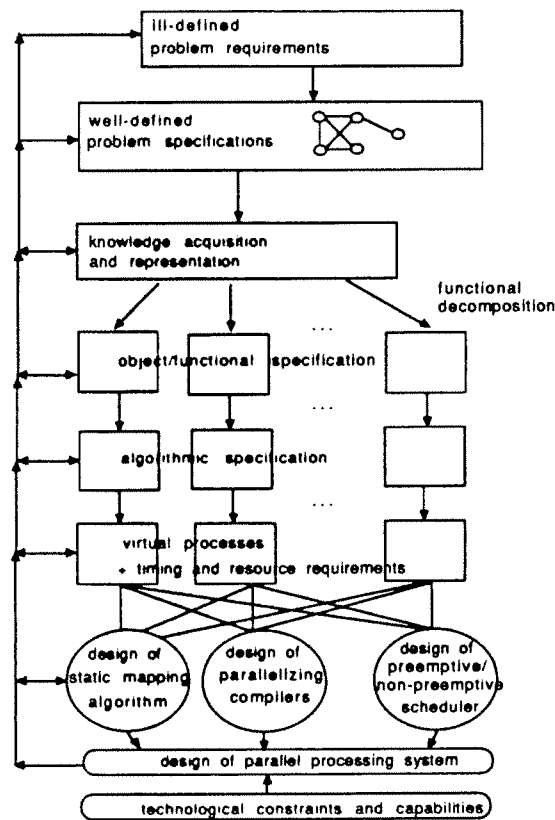 ill-defined
problem requirements
well-defined
problem specifications
knowledge acquisition
and representation
functional
decomposition
...
object/functional specification
...
algorithmic specification
...
virtual processes
+ timing and resource requirements
design of
static mapping
algorithm
design of
parallelizing
compilers
design of
preemptive/
non-preemptive
scheduler
design of parallel processing system
technological constraints and capabilities